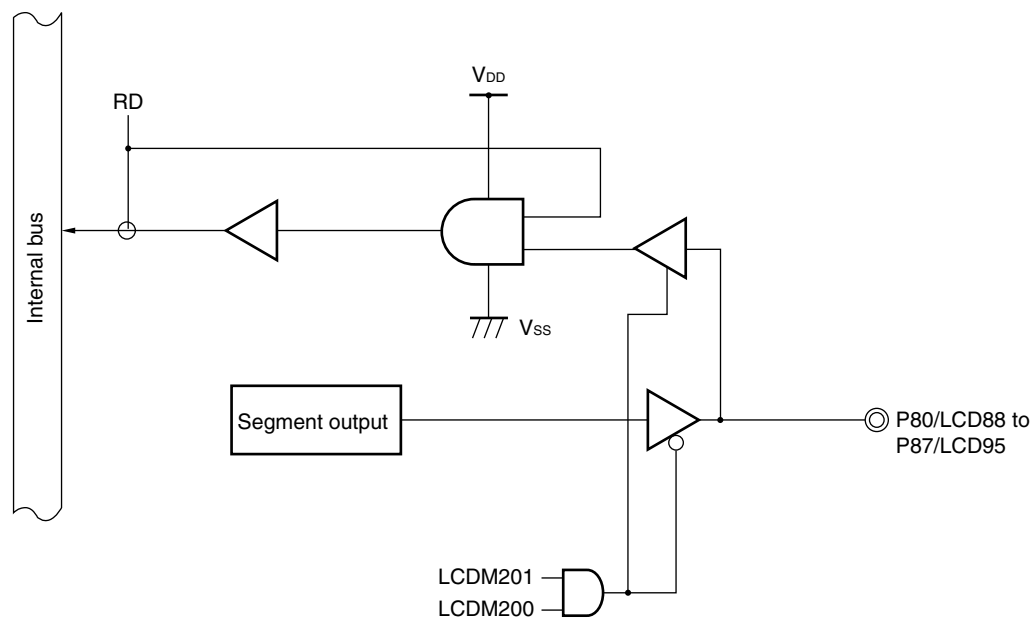 VDD
RD
Internal bus
VSS
Segment output
P80/LCD88 to
P87/LCD95
LCDM201
LCDM200